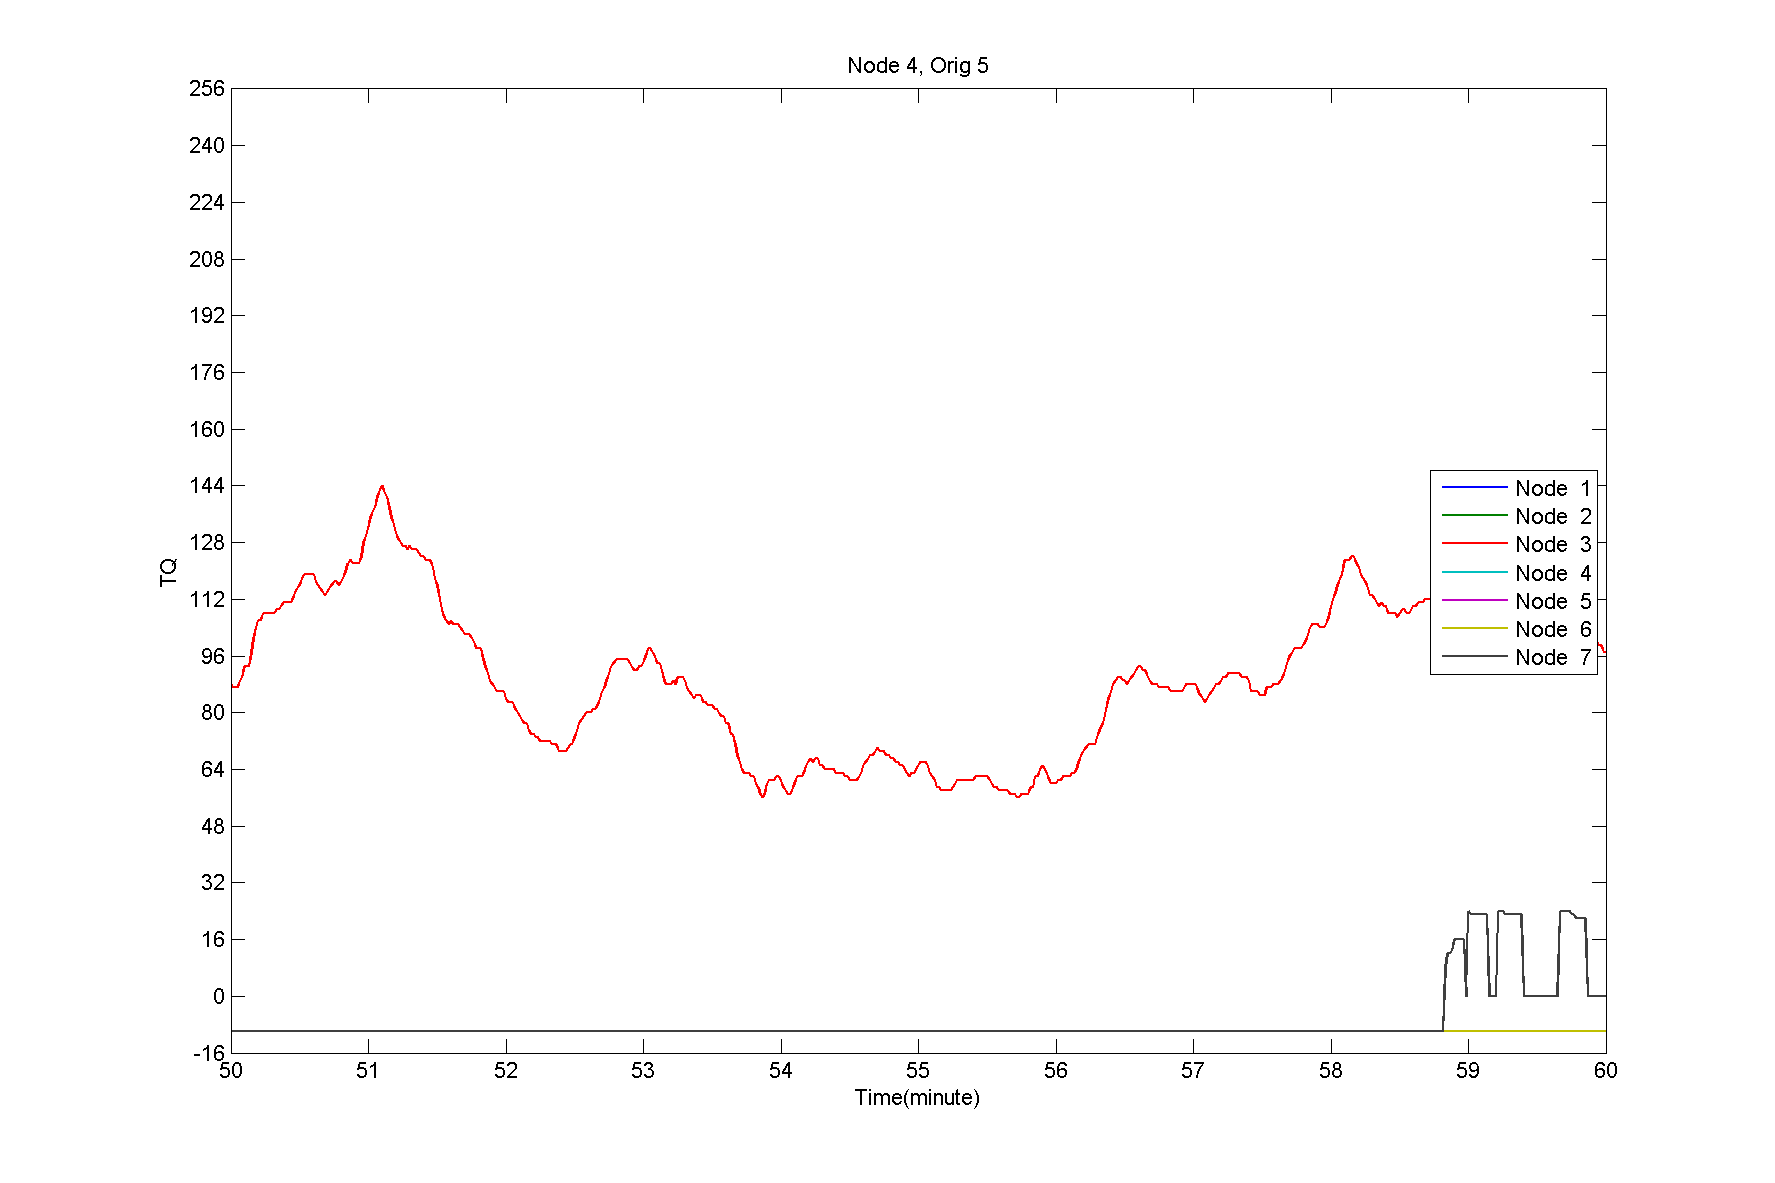 Node 4, Orig 5
256
240
224
208
192
176
160
144
128
112
96
80
64
48
32
16
0
-16
TQ
Node 1
Node 2
Node 3
Node 4
Node 5
Node 6
Node 7
50 51 52 53 54 55 56 57 58 59 60
Time(minute)